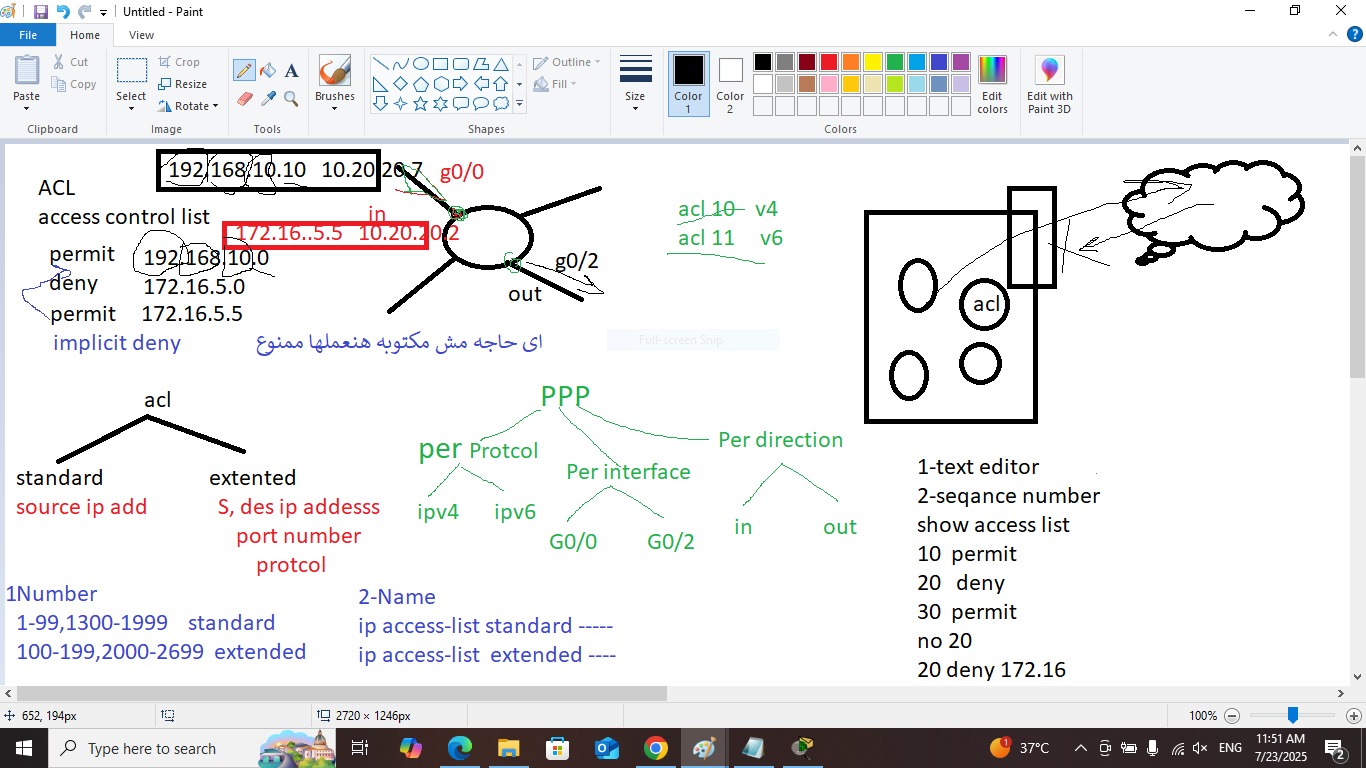 Untitled - Paint
File Home View
Paste
Cut
Copy
Clipboard
Select
Crop
Resize
Rotate
Image
A
Tools
Brushes
Outline
Fill
Shapes
Size
Color 1
Color 2
Edit colors
Colors
Edit with Paint 3D
192.168.10.10 10.20.20.7 g0/0
ACL
access control list
in
172.16..5.5 10.20.20.2
permit 192.168.10.0
deny 172.16.5.0
permit 172.16.5.5
implicit deny
اى حاجه مش مكتوبه هنعملها ممنوع
g0/2
out
acl 10 v4
acl 11 v6
acl
Full-screen Snip
acl
standard extented
source ip add
S, des ip addesss
port number
protcol
PPP
per Protcol
Per interface
Per direction
ipv4 ipv6
G0/0 G0/2
in out
1-text editor
2-seqance number
show access list
10 permit
20 deny
30 permit
no 20
20 deny 172.16
1Number
1-99,1300-1999 standard
100-199,2000-2699 extended
2-Name
ip access-list standard -----
ip access-list extended ----
652, 194px
2720 × 1246px
100%
Type here to search
1
37°C
ENG
11:51 AM
7/23/2025
2